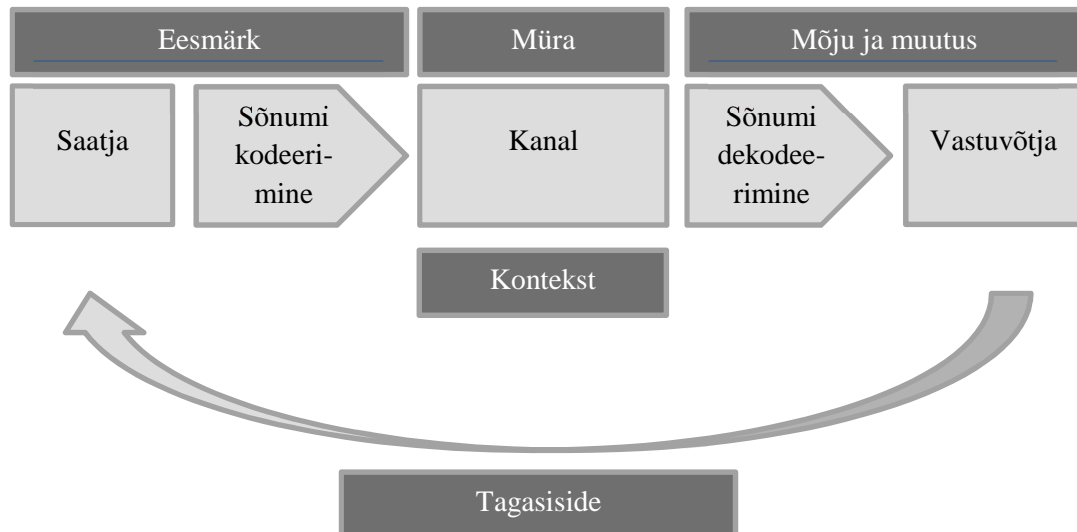 Eesmärk
Müra
Mõju ja muutus
Saatja
Sõnumi
kodeeri-
mine
Kanal
Sõnumi
dekodee-
rimine
Vastuvõtja
Kontekst
Tagasiside